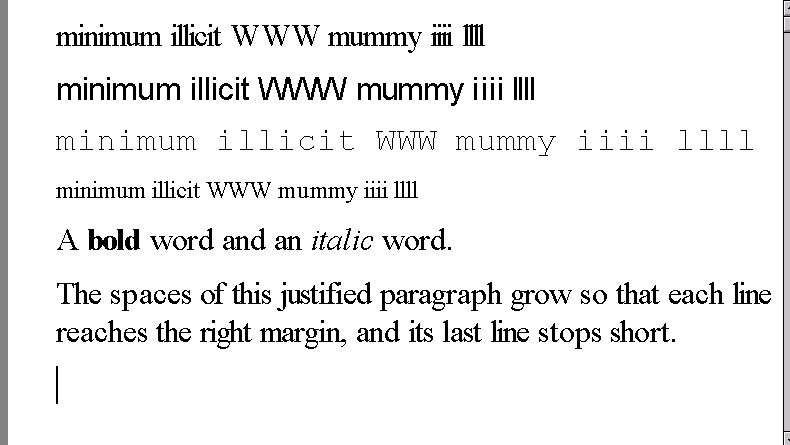 minimum illicit WWW mummy iiii llll
minimum illicit WWW mummy iiii llll
minimum illicit WWW mummy iiii llll
minimum illicit WWW mummy iiii llll
A bold word and an italic word.
The spaces of this justified paragraph grow so that each line
reaches the right margin, and its last line stops short.